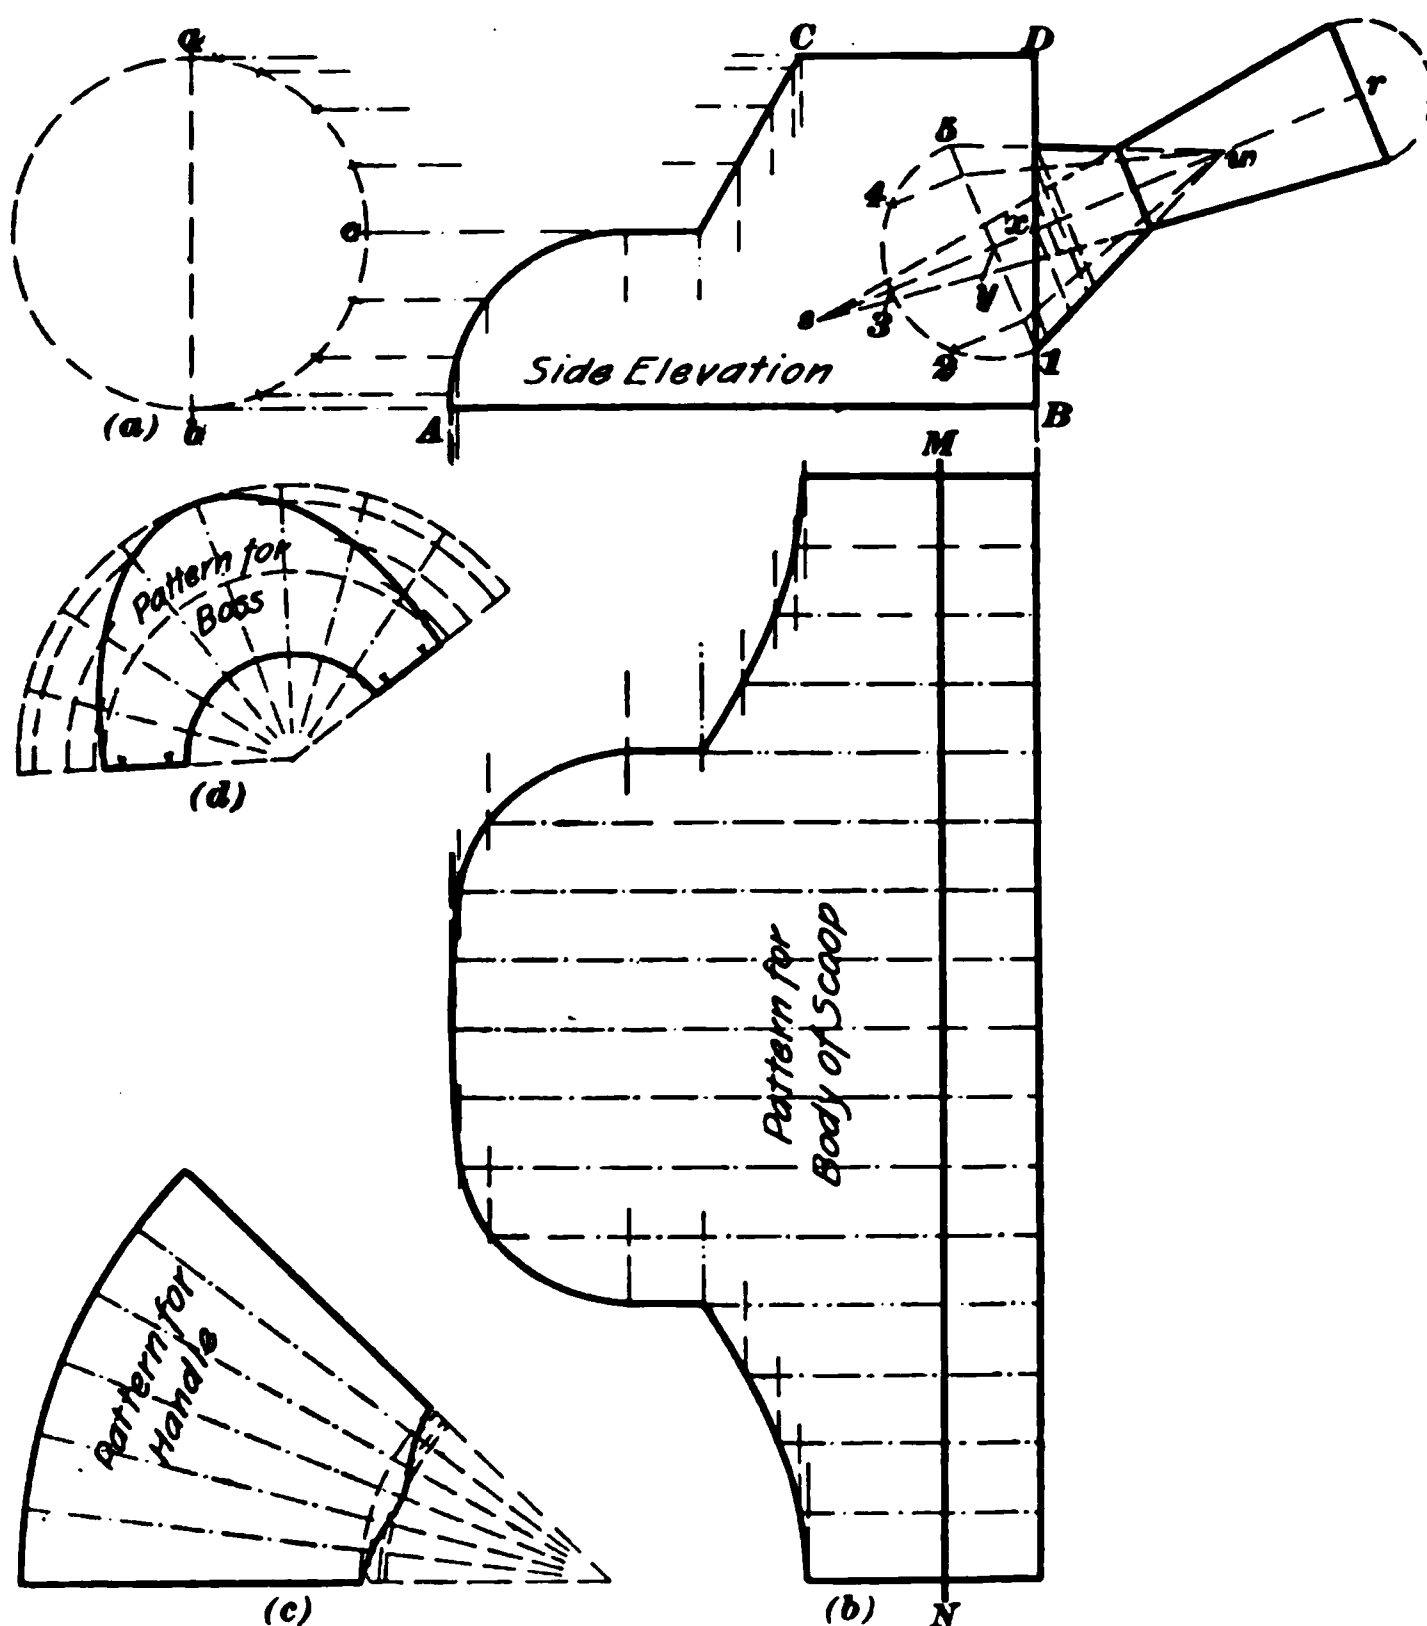 a
C
D
r
5
w
4
x
c
y
s
3
2
1
Side Elevation
(a)
a
A
B
M
Pattern for
Boss
(d)
Pattern for
Body of Scoop
Pattern for
Handle
(c)
(b)
N